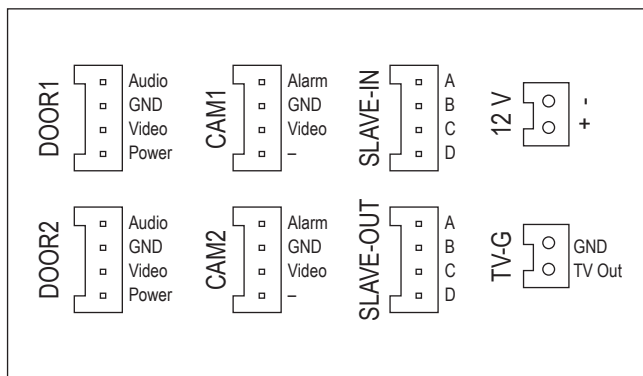 DOOR1
Audio
GND
Video
Power
CAM1
Alarm
GND
Video
–
SLAVE-IN
A
B
C
D
12 V
-
+
DOOR2
Audio
GND
Video
Power
CAM2
Alarm
GND
Video
–
SLAVE-OUT
A
B
C
D
TV-G
GND
TV Out